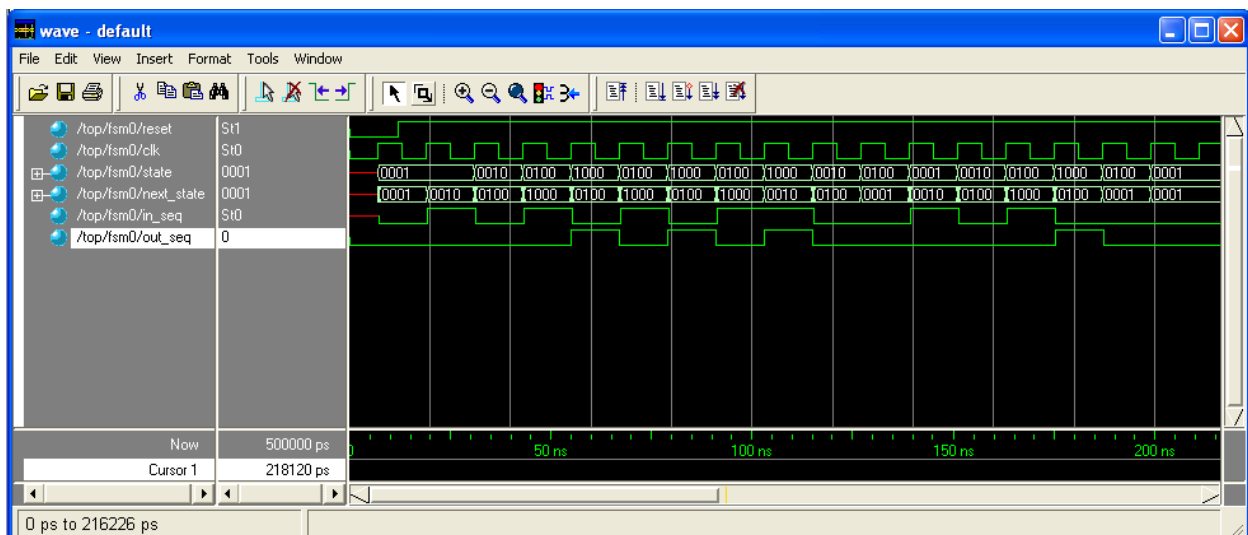 wave - default
File Edit View Insert Format Tools Window
/top/fsm0/reset St1
/top/fsm0/clk St0
/top/fsm0/state 0001 0001 0010 0100 1000 0100 1000 0100 1000 0010 0100 0001 0010 0100 1000 0100 0001
/top/fsm0/next_state 0001 0001 0010 0100 1000 0100 1000 0100 1000 0010 0100 0001 0010 0100 1000 0100 0001
/top/fsm0/in_seq St0
/top/fsm0/out_seq 0
Now 500000 ps 50 ns 100 ns 150 ns 200 ns
Cursor 1 218120 ps
0 ps to 216226 ps